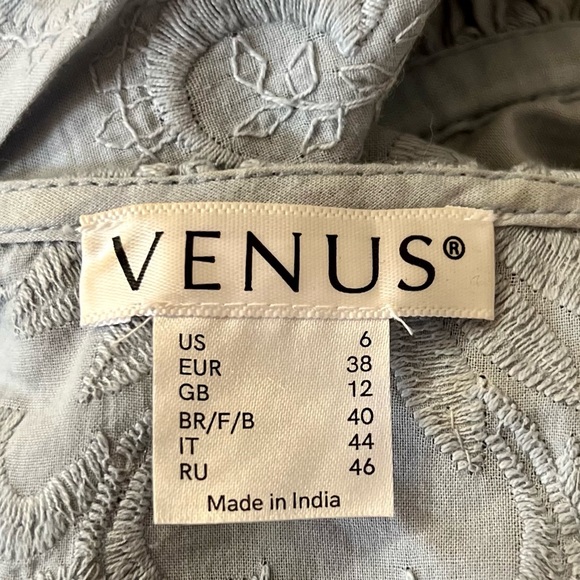 VENUS®
US 6
EUR 38
GB 12
BR/F/B 40
IT 44
RU 46
Made in India